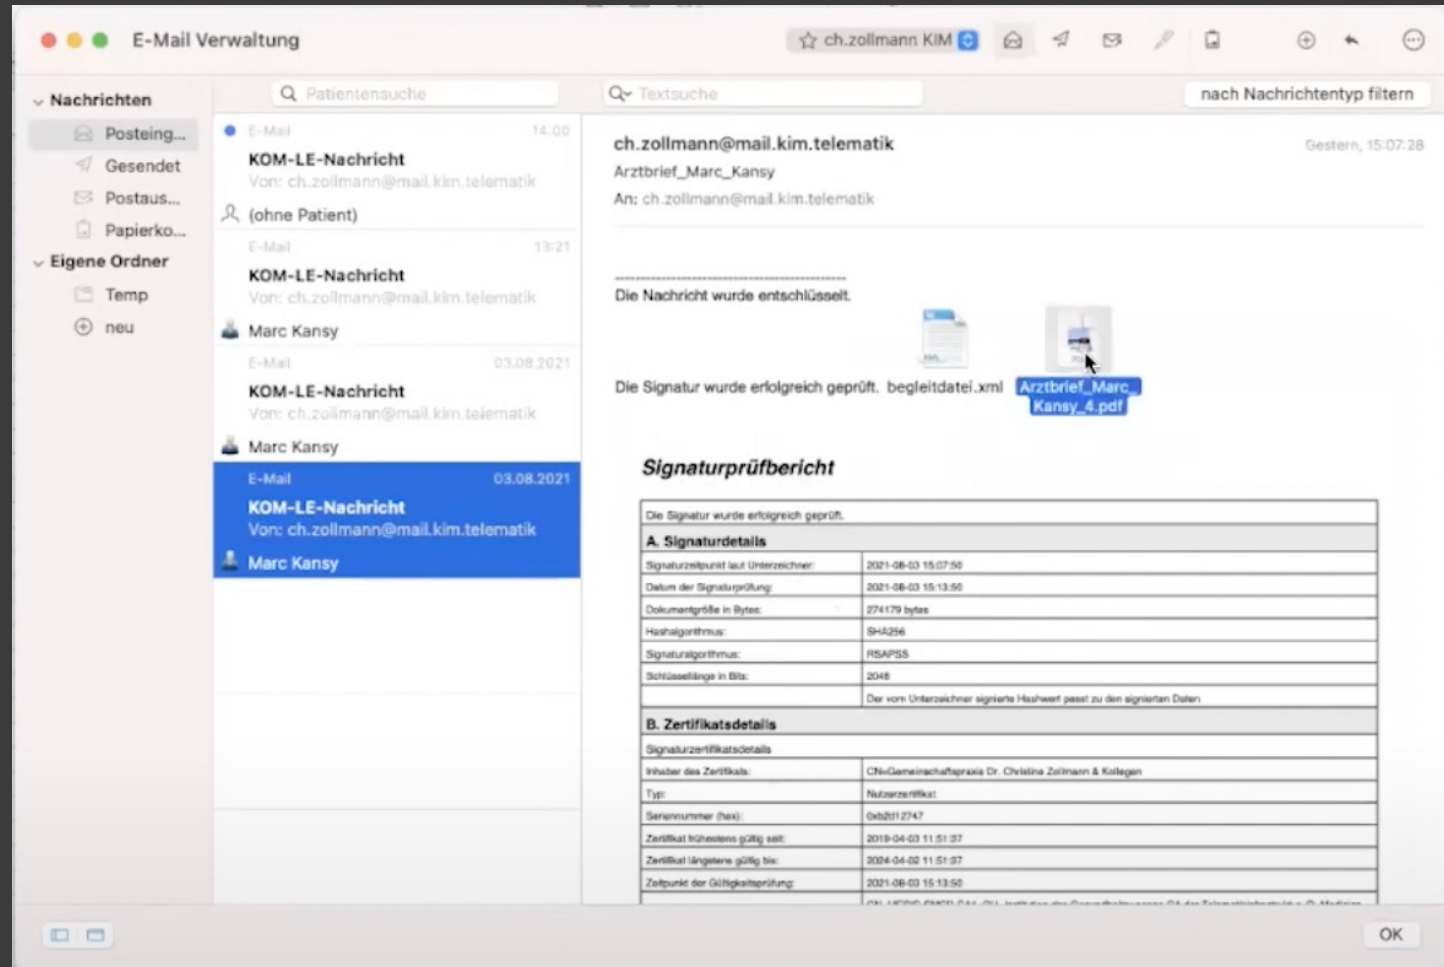 E-Mail Verwaltung
ch.zollmann KIM
Nachrichten
Posteing...
Gesendet
Postaus...
Papierko...
Eigene Ordner
Temp
neu
Patientensuche
E-Mail 14:00
KOM-LE-Nachricht
Von: ch.zollmann@mail.kim.telematik
(ohne Patient)
E-Mail 13:21
KOM-LE-Nachricht
Von: ch.zollmann@mail.kim.telematik
Marc Kansy
E-Mail 03.08.2021
KOM-LE-Nachricht
Von: ch.zollmann@mail.kim.telematik
Marc Kansy
E-Mail 03.08.2021
KOM-LE-Nachricht
Von: ch.zollmann@mail.kim.telematik
Marc Kansy
Textsuche
nach Nachrichtentyp filtern
ch.zollmann@mail.kim.telematik Gestern, 15:07:28
Arztbrief_Marc_Kansy
An: ch.zollmann@mail.kim.telematik
Die Nachricht wurde entschlüsselt.
Die Signatur wurde erfolgreich geprüft. begleitdatei.xml Arztbrief_Marc_
Kansy_4.pdf
Signaturprüfbericht
Die Signatur wurde erfolgreich geprüft.
A. Signaturdetails
Signaturzeitpunkt laut Unterzeichner: 2021-08-03 15:07:50
Datum der Signaturprüfung: 2021-08-03 15:13:50
Dokumentgröße in Bytes: 274179 bytes
Hashalgorithmus: SHA256
Signaturalgorithmus: RSAPSS
Schlüssellänge in Bits: 2048
Der vom Unterzeichner signierte Hashwert passt zu den signierten Daten
B. Zertifikatsdetails
Signaturzertifikatsdetails
Inhaber des Zertifikats: CN=Gemeinschaftspraxis Dr. Christina Zollmann & Kollegen
Typ: Nutzerzertifikat
Seriennummer (hex): 0xb2d12747
Zertifikat frühestens gültig seit: 2019-04-03 11:51:37
Zertifikat längstens gültig bis: 2024-04-02 11:51:37
Zeitpunkt der Gültigkeitsprüfung: 2021-08-03 15:13:50
OK